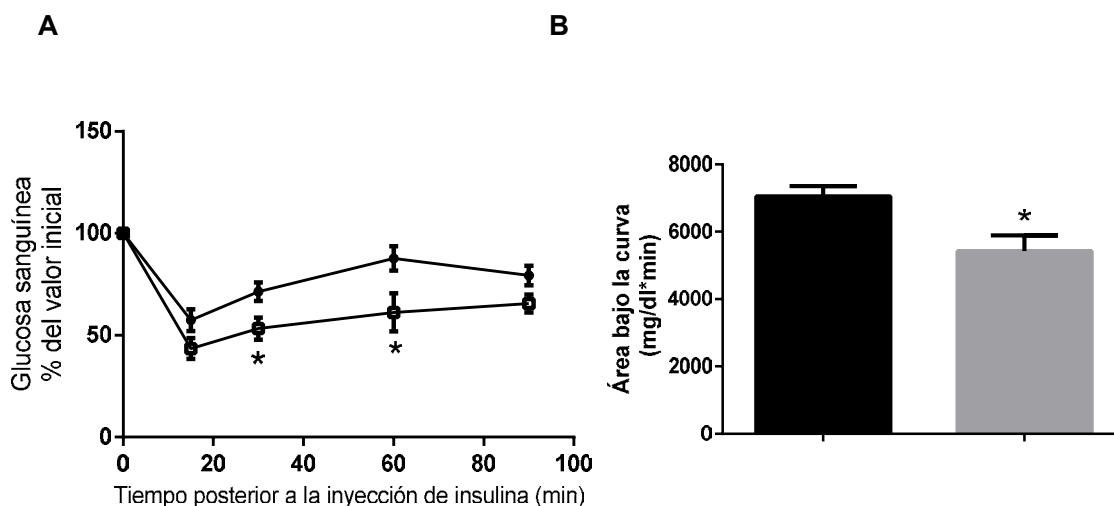 A
B
150
100
50
0
Glucosa sanguínea
% del valor inicial
*
*
0
20
40
60
80
100
Tiempo posterior a la inyección de insulina (min)
8000
6000
4000
2000
0
Área bajo la curva
(mg/dl*min)
*